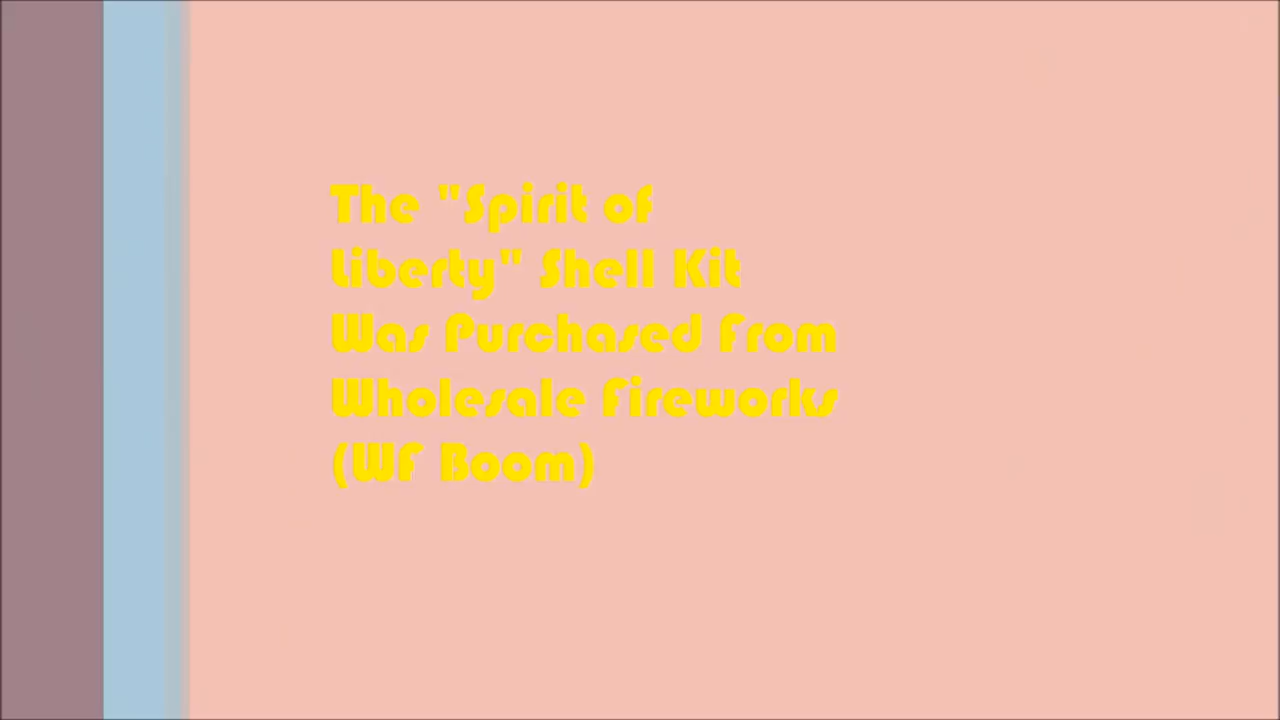 The "Spirit of
Liberty" Shell Kit
Was Purchased From
Wholesale Fireworks
(WF Boom)